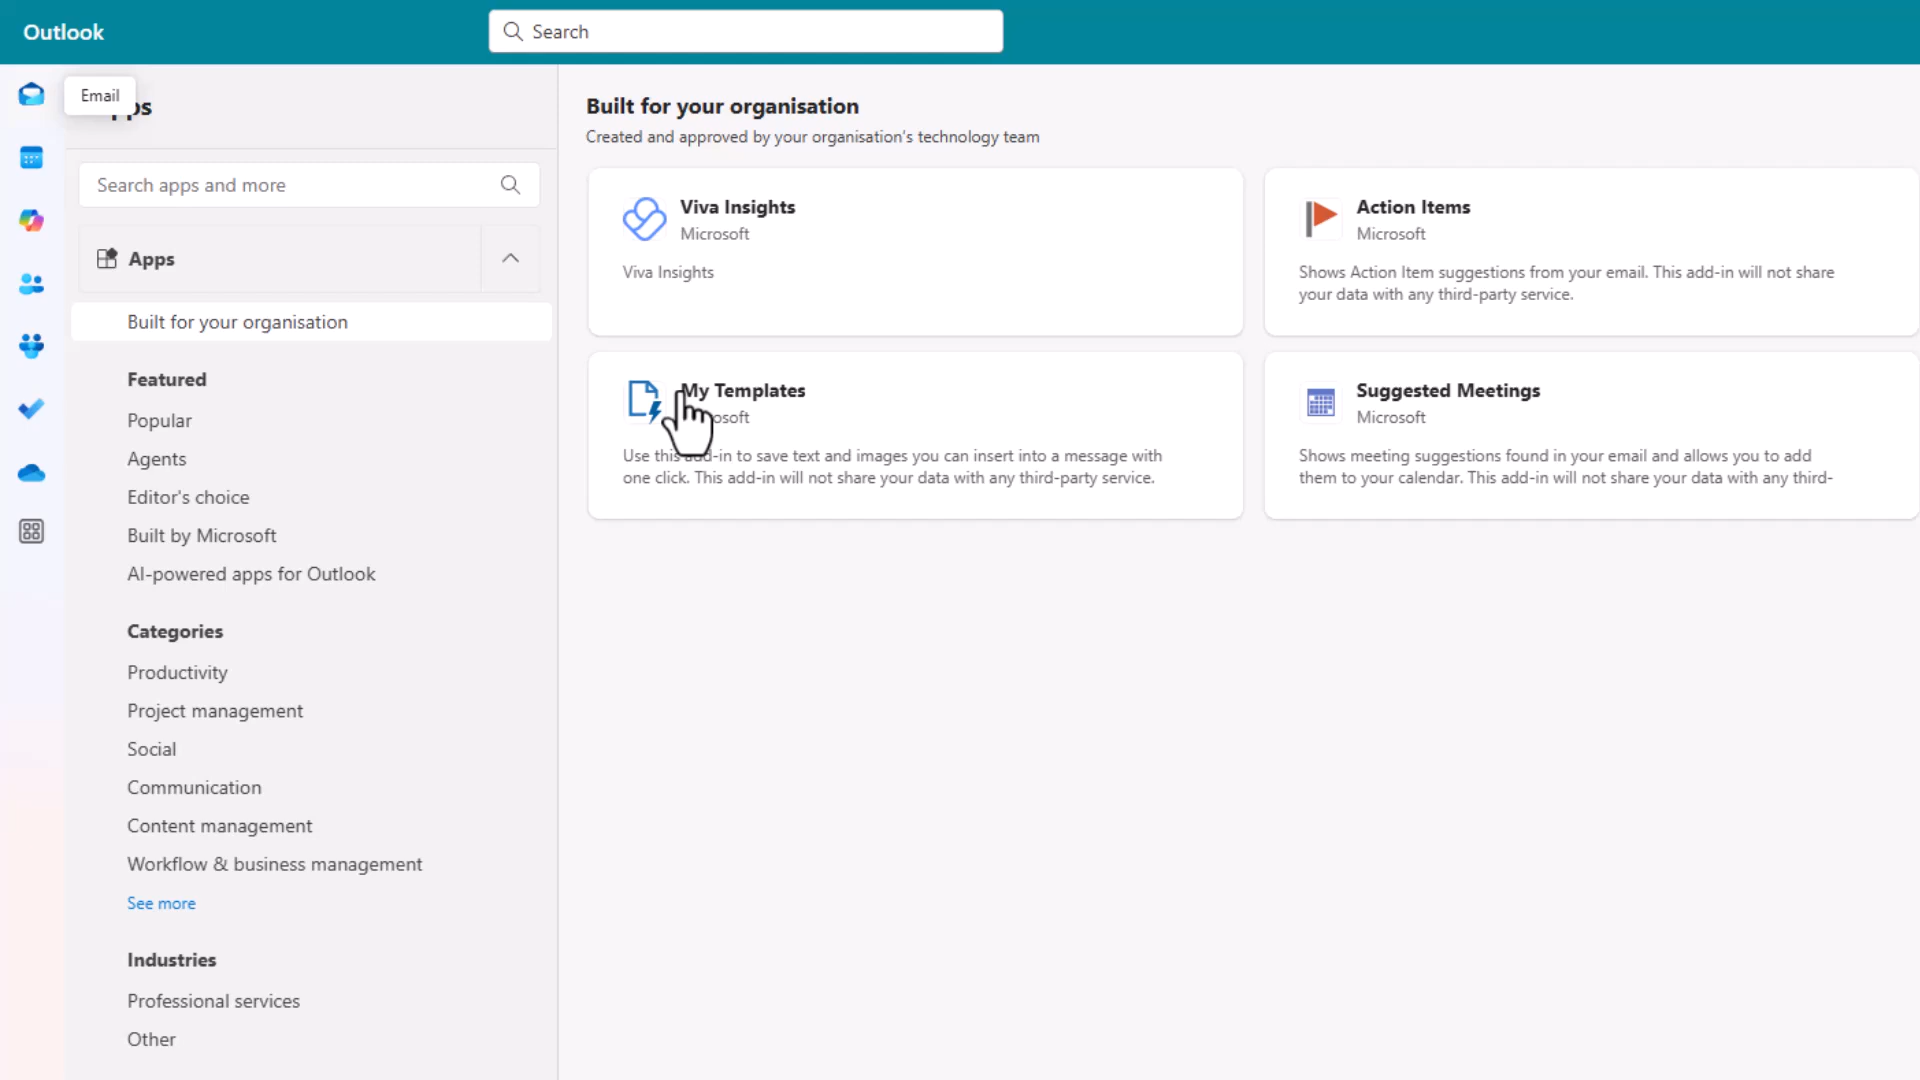 Outlook
Search
Email
Search apps and more
Apps
Built for your organisation
Featured
Popular
Agents
Editor's choice
Built by Microsoft
AI-powered apps for Outlook
Categories
Productivity
Project management
Social
Communication
Content management
Workflow & business management
See more
Industries
Professional services
Other
Built for your organisation
Created and approved by your organisation's technology team
Viva Insights
Microsoft
Viva Insights
Action Items
Microsoft
Shows Action Item suggestions from your email. This add-in will not share
your data with any third-party service.
My Templates
Use this add-in to save text and images you can insert into a message with
one click. This add-in will not share your data with any third-party service.
Suggested Meetings
Microsoft
Shows meeting suggestions found in your email and allows you to add
them to your calendar. This add-in will not share your data with any third-